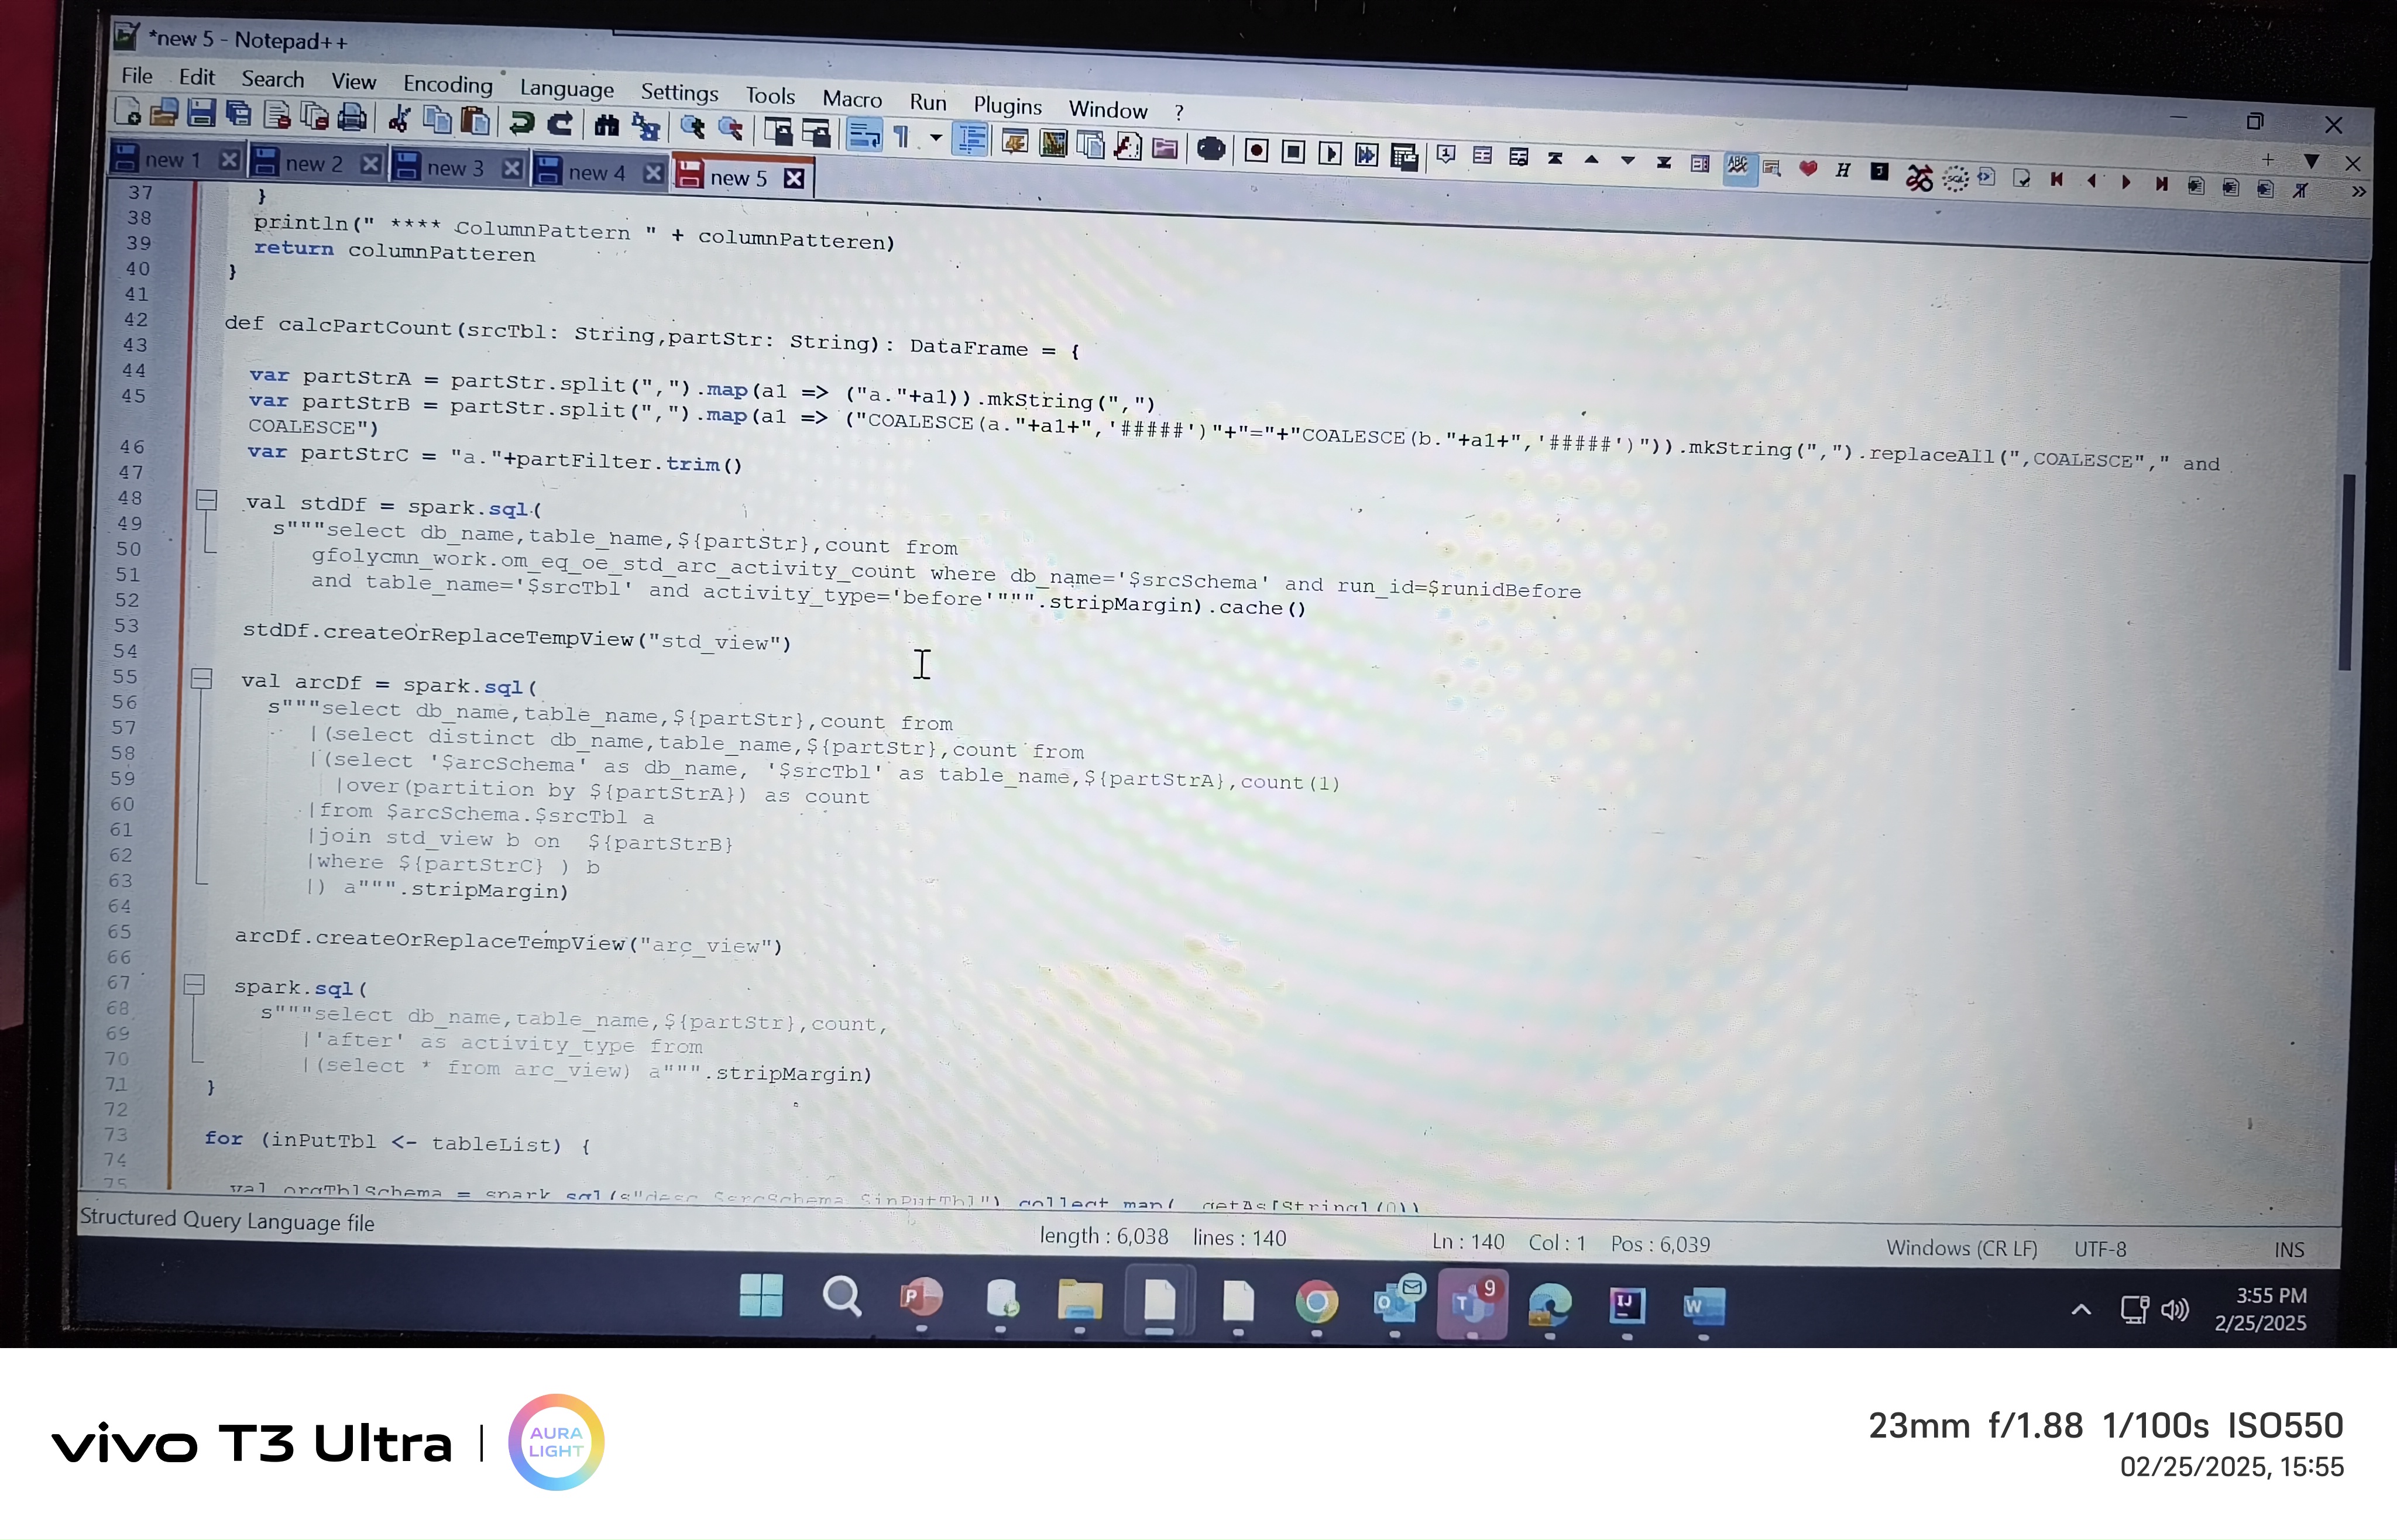 *new 5 - Notepad++
File Edit Search View Encoding Language Settings Tools Macro Run Plugins Window ?
new 1 new 2 new 3 new 4 new 5
37 }
38 println(" **** ColumnPattern " + columnPatteren)
39 return columnPatteren
40 }
41
42 def calcPartCount(srcTbl: String,partStr: String): DataFrame = {
43
44 var partStrA = partStr.split(",").map(a1 => ("a."+a1)).mkString(",")
45 var partStrB = partStr.split(",").map(a1 => ("COALESCE(a."+a1+",'#####')"+"="+"COALESCE(b."+a1+",'#####')")).mkString(",").replaceAll(",COALESCE"," and
COALESCE")
46 var partStrC = "a."+partFilter.trim()
47
48 val stdDf = spark.sql(
49 s"""select db_name,table_name,${partStr},count from
50 gfolycmn_work.om_eq_oe_std_arc_activity_count where db_name='$srcSchema' and run_id=$runidBefore
51 and table_name='$srcTbl' and activity_type='before'""".stripMargin).cache()
52
53 stdDf.createOrReplaceTempView("std_view")
54
55 val arcDf = spark.sql(
56 s"""select db_name,table_name,${partStr},count from
57 |(select distinct db_name,table_name,${partStr},count from
58 |(select '$arcSchema' as db_name, '$srcTbl' as table_name,${partStrA},count(1)
59 |over(partition by ${partStrA}) as count
60 |from $arcSchema.$srcTbl a
61 |join std_view b on ${partStrB}
62 |where ${partStrC} ) b
63 |) a""".stripMargin)
64
65 arcDf.createOrReplaceTempView("arc_view")
66
67 spark.sql(
68 s"""select db_name,table_name,${partStr},count,
69 |'after' as activity_type from
70 |(select * from arc_view) a""".stripMargin)
71 }
72
73 for (inPutTbl <- tableList) {
74
75 val orgTblSchema = spark.sql(s"desc $srcSchema.$inPutTbl").collect.map(_.getAs[String](0))
Structured Query Language file length : 6,038 lines : 140 Ln : 140 Col : 1 Pos : 6,039 Windows (CR LF) UTF-8 INS
9
3:55 PM
2/25/2025
vivo T3 Ultra | AURA LIGHT
23mm f/1.88 1/100s ISO550
02/25/2025, 15:55